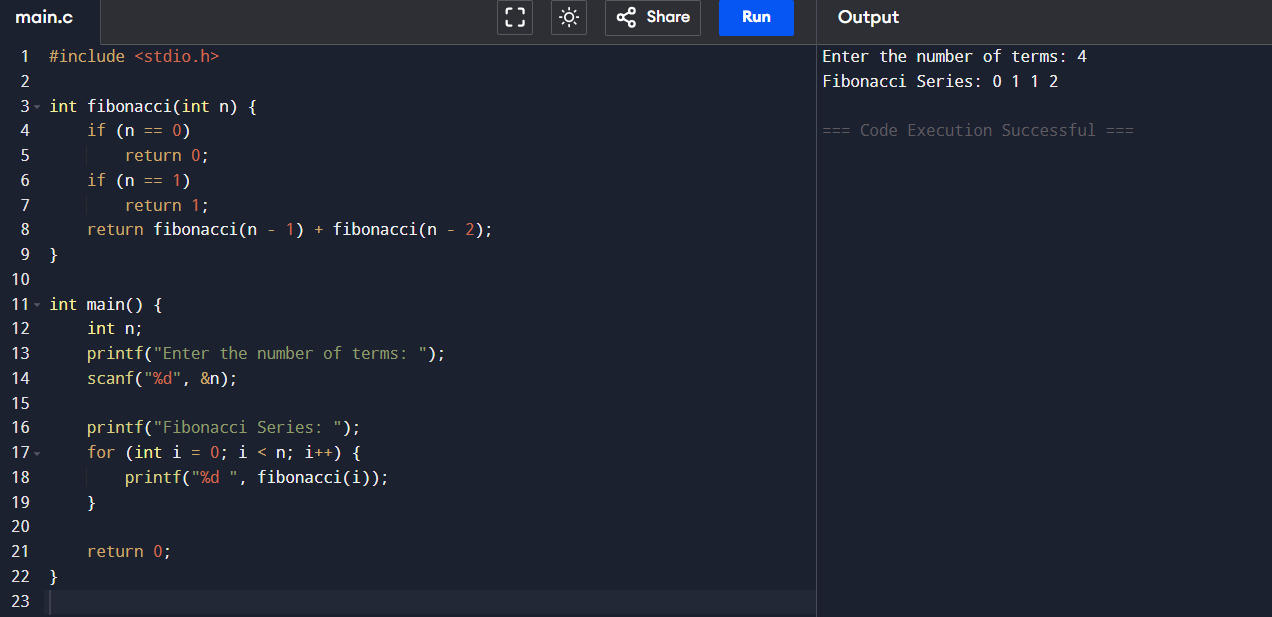 main.c
Share
Run
Output
1 #include <stdio.h>
2
3 int fibonacci(int n) {
4     if (n == 0)
5         return 0;
6     if (n == 1)
7         return 1;
8     return fibonacci(n - 1) + fibonacci(n - 2);
9 }
10
11 int main() {
12     int n;
13     printf("Enter the number of terms: ");
14     scanf("%d", &n);
15
16     printf("Fibonacci Series: ");
17     for (int i = 0; i < n; i++) {
18         printf("%d ", fibonacci(i));
19     }
20
21     return 0;
22 }
23
Enter the number of terms: 4
Fibonacci Series: 0 1 1 2
=== Code Execution Successful ===